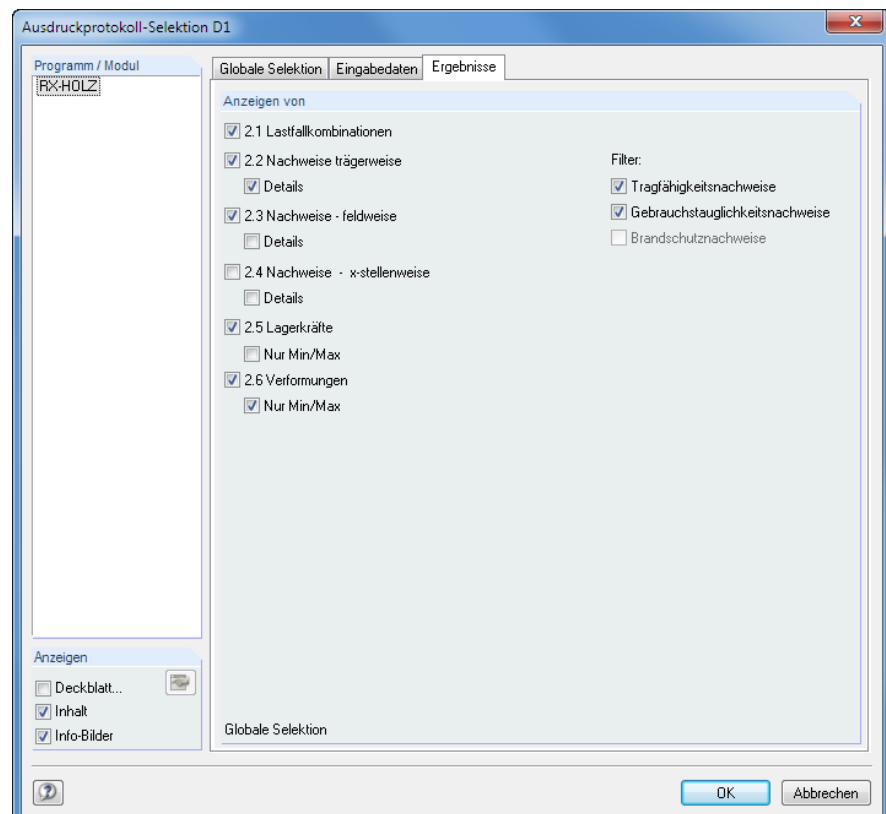 Ausdruckprotokoll-Selektion D1
Programm / Modul
RX-HOLZ
Globale Selektion
Eingabedaten
Ergebnisse
Anzeigen von
2.1 Lastfallkombinationen
2.2 Nachweise trägerweise
Details
2.3 Nachweise - feldweise
Details
2.4 Nachweise - x-stellenweise
Details
2.5 Lagerkräfte
Nur Min/Max
2.6 Verformungen
Nur Min/Max
Filter:
Tragfähigkeitsnachweise
Gebrauchstauglichkeitsnachweise
Brandschutznachweise
Anzeigen
Deckblatt...
Inhalt
Info-Bilder
Globale Selektion
OK
Abbrechen